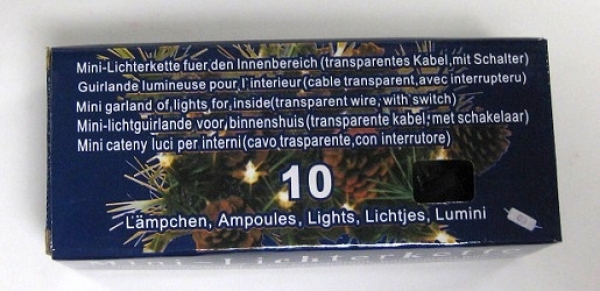 Mini-Lichterkette fuer den Innenbereich(transparentes Kabel,mit Schalter)
Guirlande lumineuse pour l'interieur(cable transparent,avec interrupteru)
Mini garland of lights for inside(transparent wire, with switch)
Mini-lichtguirlande voor binnenshuis(transparente kabel, met schakelaar)
Mini cateny luci per interni(cavo trasparente,con interrutore)
10
Lämpchen, Ampoules, Lights, Lichtjes, Lumini
Mini Lichterkette